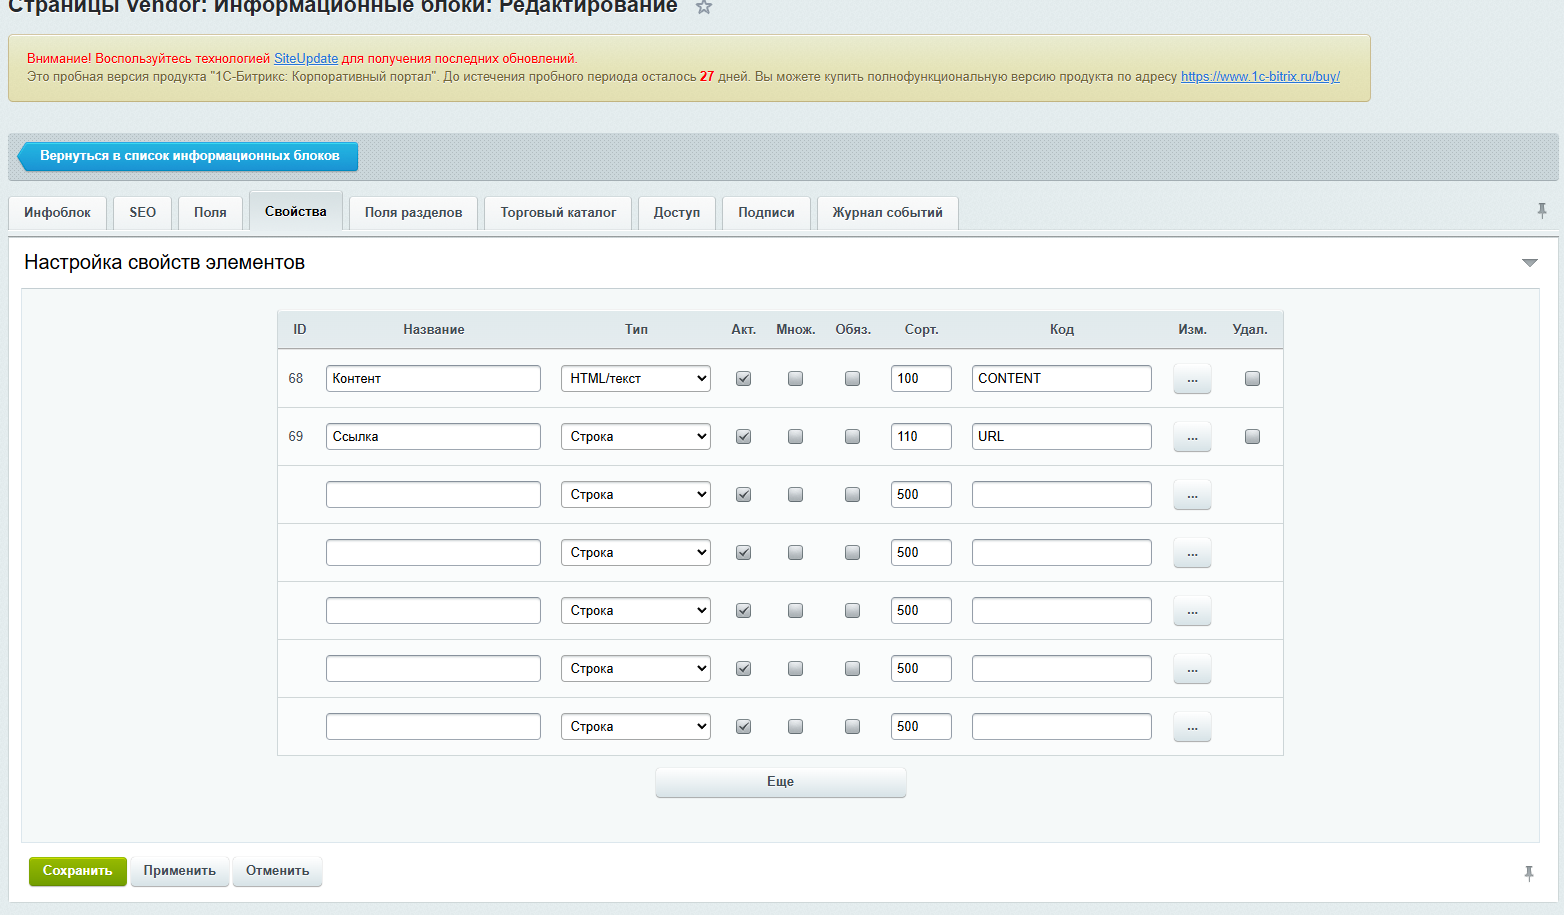 Страницы Vendor: Информационные блоки: Редактирование
Внимание! Воспользуйтесь технологией SiteUpdate для получения последних обновлений.
Это пробная версия продукта "1С-Битрикс: Корпоративный портал". До истечения пробного периода осталось 27 дней. Вы можете купить полнофункциональную версию продукта по адресу https://www.1c-bitrix.ru/buy/
Вернуться в список информационных блоков
Инфоблок SEO Поля Свойства Поля разделов Торговый каталог Доступ Подписи Журнал событий
Настройка свойств элементов
ID Название Тип Акт. Множ. Обяз. Сорт. Код Изм. Удал.
68 Контент HTML/текст 100 CONTENT ...
69 Ссылка Строка 110 URL ...
Строка 500 ...
Строка 500 ...
Строка 500 ...
Строка 500 ...
Строка 500 ...
Еще
Сохранить Применить Отменить